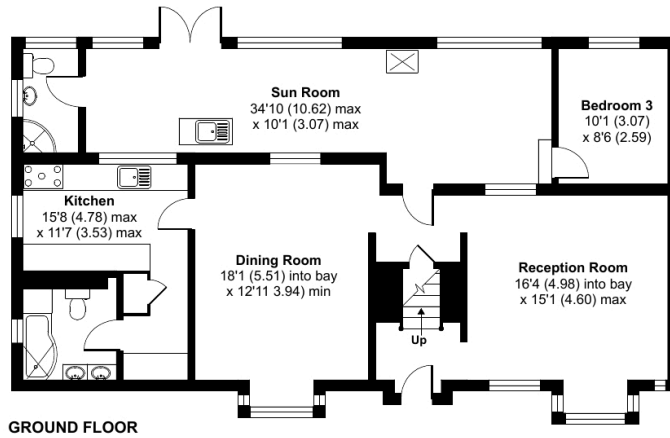 Sun Room
34'10 (10.62) max
x 10'1 (3.07) max
Bedroom 3
10'1 (3.07)
x 8'6 (2.59)
Kitchen
15'8 (4.78) max
x 11'7 (3.53) max
Dining Room
18'1 (5.51) into bay
x 12'11 3.94) min
Reception Room
16'4 (4.98) into bay
x 15'1 (4.60) max
Up
GROUND FLOOR